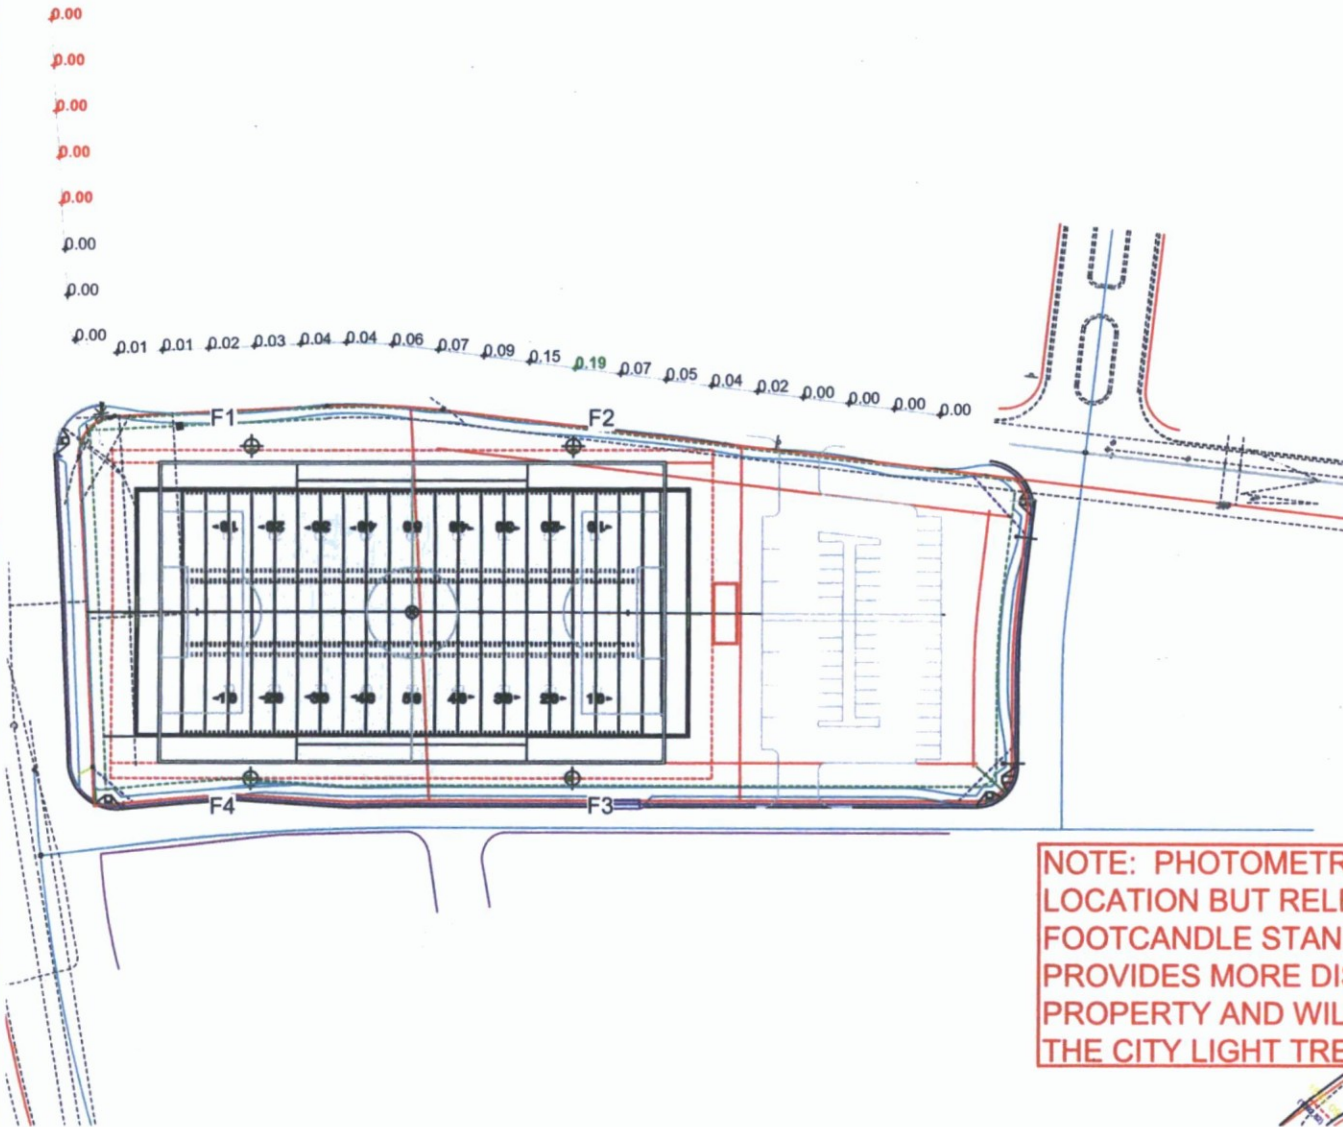 0.00
0.00
0.00
0.00
0.00
0.00
0.00
0.00 0.01 0.01 0.02 0.03 0.04 0.04 0.06 0.07 0.09 0.15 0.19 0.07 0.05 0.04 0.02 0.00 0.00 0.00 0.00
F1 F2
50
50
F4 F3
NOTE: PHOTOMETR
LOCATION BUT REL
FOOTCANDLE STAN
PROVIDES MORE DI
PROPERTY AND WIL
THE CITY LIGHT TRE